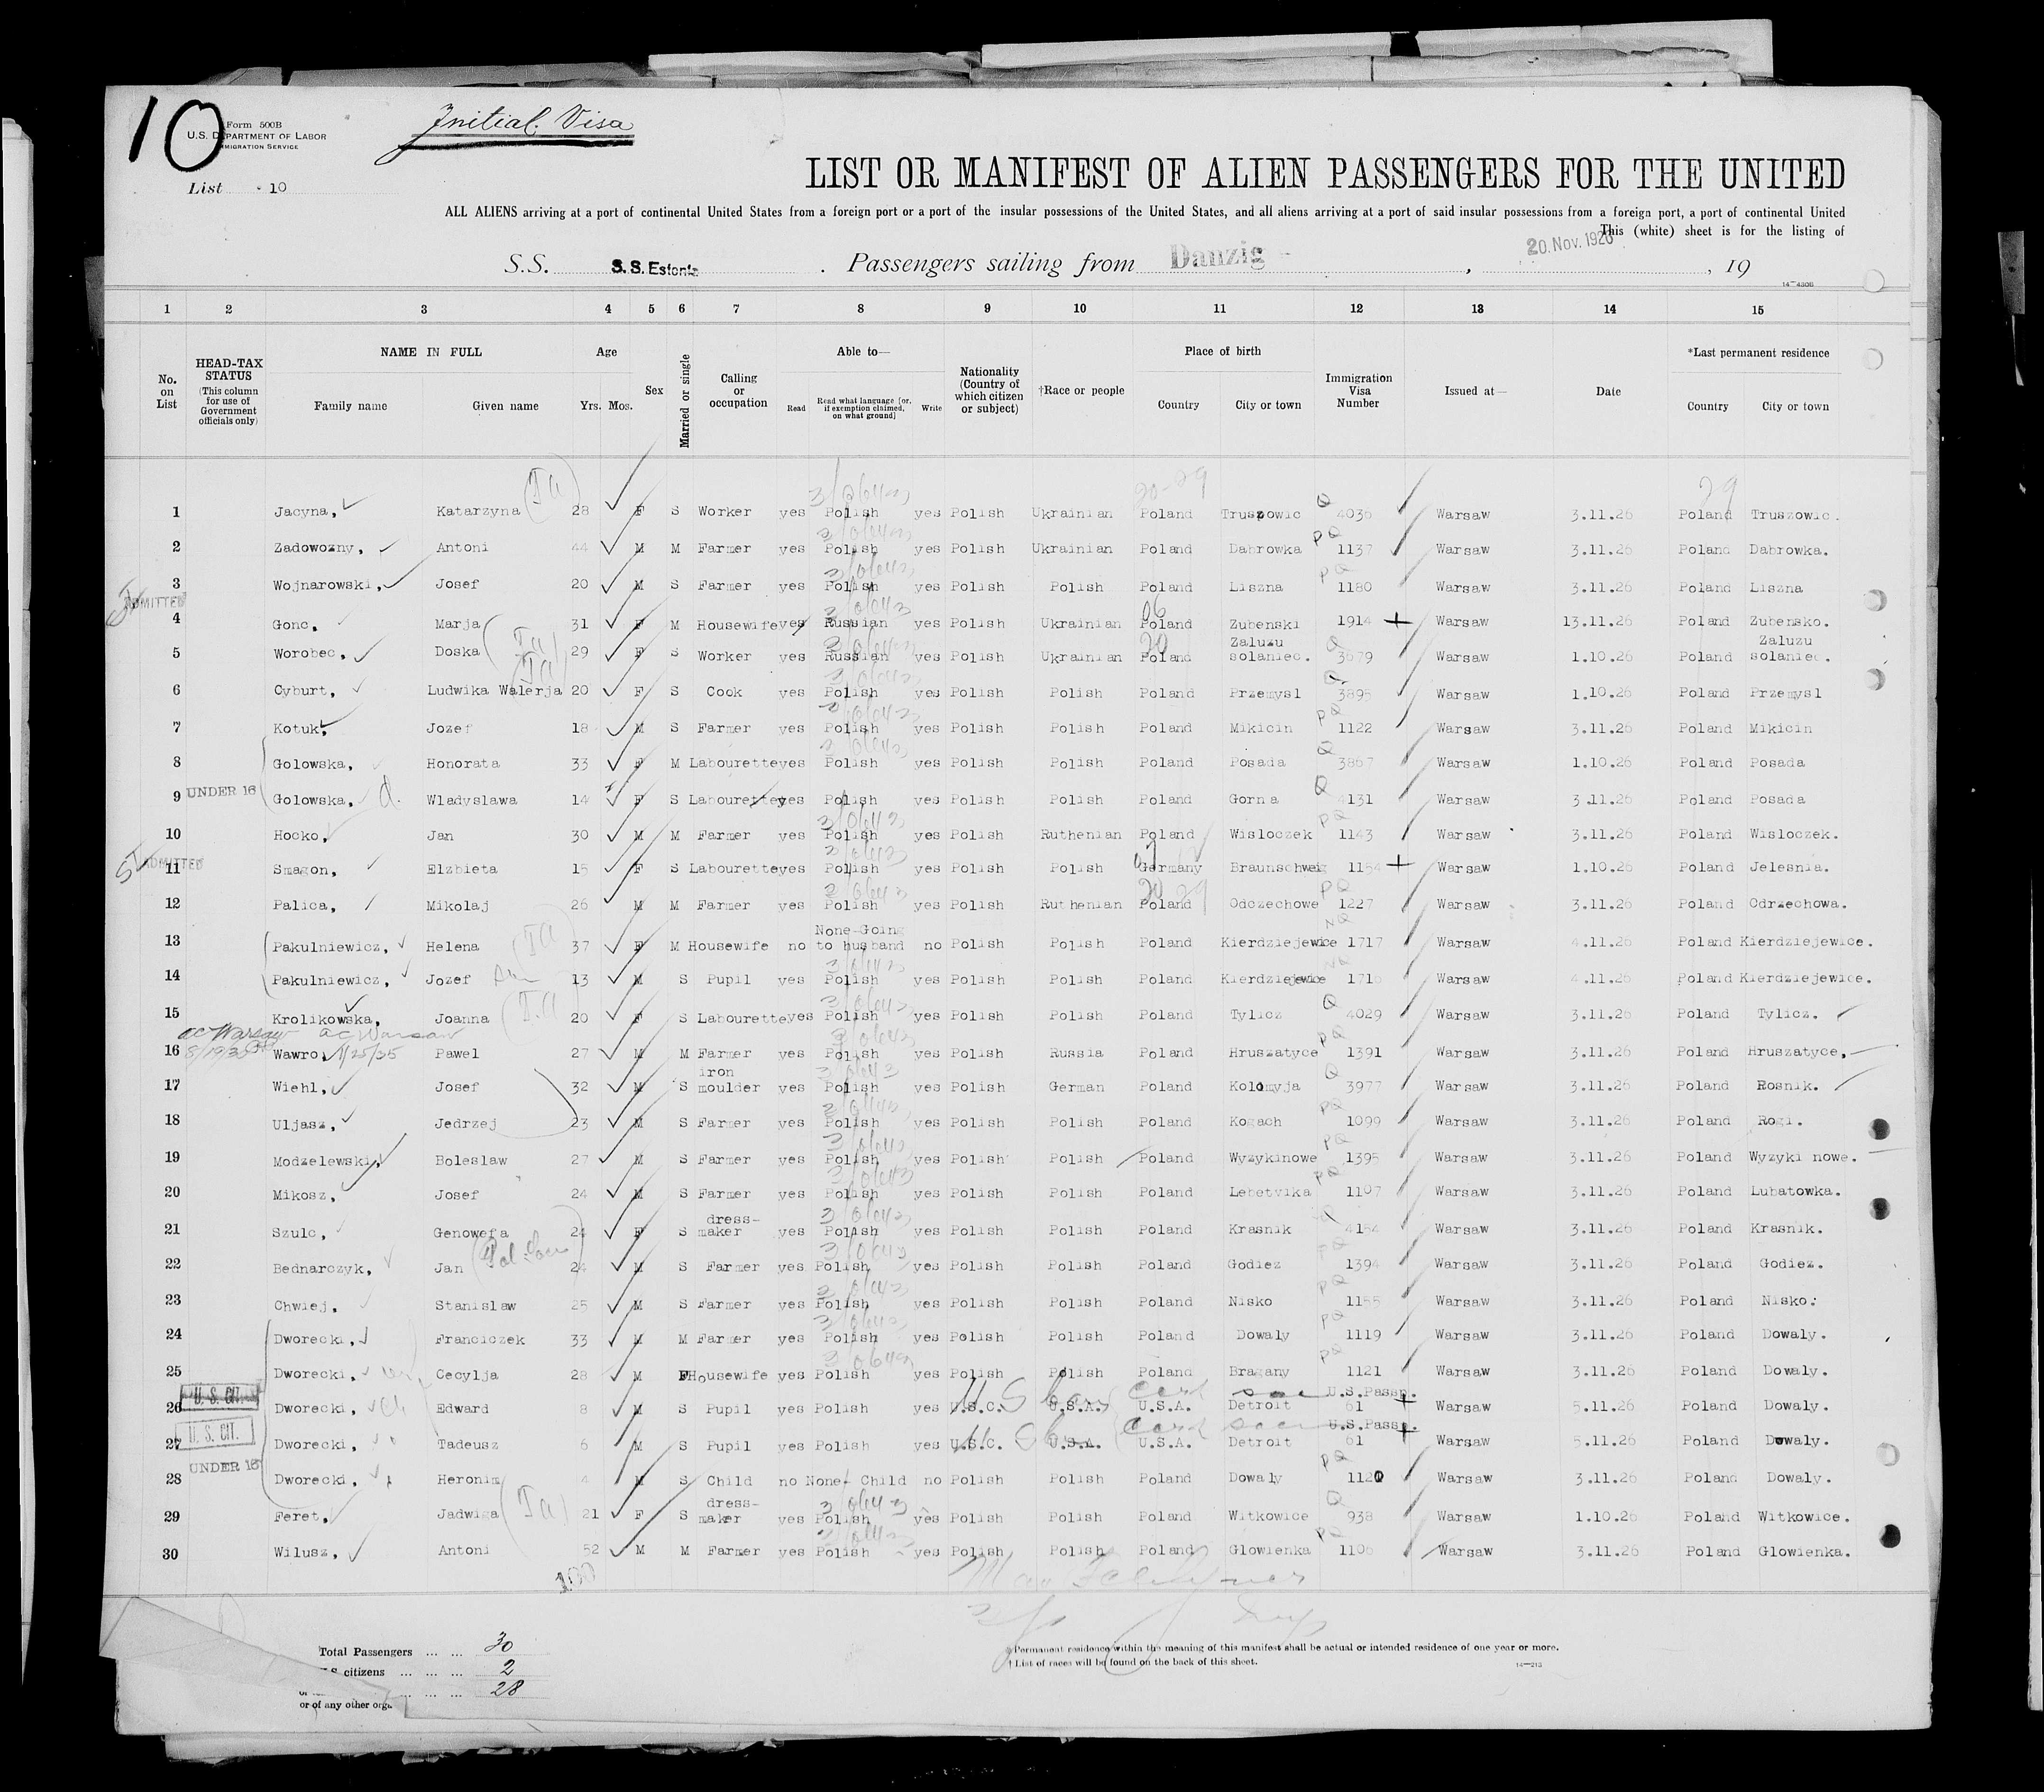 10
Form 500B
U.S. DEPARTMENT OF LABOR
IMMIGRATION SERVICE
Initial Visa
List 10
LIST OR MANIFEST OF ALIEN PASSENGERS FOR THE UNITED
ALL ALIENS arriving at a port of continental United States from a foreign port or a port of the insular possessions of the United States, and all aliens arriving at a port of said insular possessions from a foreign port, a port of continental United
This (white) sheet is for the listing of
S.S. S.S. Estonia . Passengers sailing from Danzig , 20. Nov. 1926 , 19
14—4306
1 2 3 4 5 6 7 8 9 10 11 12 13 14 15
No. on List
HEAD-TAX STATUS (This column for use of Government officials only)
NAME IN FULL Family name Given name
Age Yrs. Mos.
Sex
Married or single
Calling or occupation
Able to— Read Read what language [or, if exemption claimed, on what ground] Write
Nationality (Country of which citizen or subject)
†Race or people
Place of birth Country City or town
Immigration Visa Number
Issued at—
Date
*Last permanent residence Country City or town
1 Jacyna, Katarzyna 28 F S Worker yes Polish yes Polish Ukrainian Poland Truszowic 4036 Warsaw 3.11.26 Poland Truszowic.
2 Zadowozny, Antoni 44 M M Farmer yes Polish yes Polish Ukrainian Poland Dabrowka 1137 Warsaw 3.11.26 Poland Dabrowka.
3 Wojnarowski, Josef 20 M S Farmer yes Polish yes Polish Polish Poland Liszna 1180 Warsaw 3.11.26 Poland Liszna
ADMITTED
4 Gonc, Marja 31 F M Housewife yes Russian yes Polish Ukrainian Poland Zubenski 1914 Warsaw 13.11.26 Poland Zubensko.
5 Worobec, Doska 29 F S Worker yes Russian yes Polish Ukrainian Poland Zaluzu solaniec. 3679 Warsaw 1.10.26 Poland Zaluzu solaniec.
6 Cyburt, Ludwika Walerja 20 F S Cook yes Polish yes Polish Polish Poland Przemysl 3895 Warsaw 1.10.26 Poland Przemysl
7 Kotuk, Jozef 18 M S Farmer yes Polish yes Polish Polish Poland Mikicin 1122 Warsaw 3.11.26 Poland Mikicin
8 Golowska, Honorata 33 F M Labourette yes Polish yes Polish Polish Poland Posada 3867 Warsaw 1.10.26 Poland Posada
9 UNDER 16 Golowska, Wladyslawa 14 F S Labourette yes Polish yes Polish Polish Poland Gorna 4131 Warsaw 3.11.26 Poland Posada
10 Hocko, Jan 30 M M Farmer yes Polish yes Polish Ruthenian Poland Wisloczek 1143 Warsaw 3.11.26 Poland Wisloczek.
ADMITTED
11 Smagon, Elzbieta 15 F S Labourette yes Polish yes Polish Polish Germany Braunschweig 1154 Warsaw 1.10.26 Poland Jelesnia.
12 Palica, Mikolaj 26 M M Farmer yes Polish yes Polish Ruthenian Poland Odczechowe 1227 Warsaw 3.11.26 Poland Odrzechowa.
13 Pakulniewicz, Helena 37 F M Housewife no None-Going to husband no Polish Polish Poland Kierdziejewice 1717 Warsaw 4.11.26 Poland Kierdziejewice.
14 Pakulniewicz, Jozef 13 M S Pupil yes Polish yes Polish Polish Poland Kierdziejewice 1716 Warsaw 4.11.26 Poland Kierdziejewice.
15 Krolikowska, Joanna 20 F S Labourette yes Polish yes Polish Polish Poland Tylicz 4029 Warsaw 3.11.26 Poland Tylicz.
ac Warsaw ac Warsaw
16 Wawro, 1/25/35 Pawel 27 M M Farmer yes Polish yes Polish Russia Poland Hruszatyce 1391 Warsaw 3.11.26 Poland Hruszatyce,
17 Wiehl, Josef 32 M S iron moulder yes Polish yes Polish German Poland Kolomyja 3977 Warsaw 3.11.26 Poland Rosnik.
18 Uljasz, Jedrzej 23 M S Farmer yes Polish yes Polish Polish Poland Kogach 1099 Warsaw 3.11.26 Poland Rogi.
19 Modzelewski, Boleslaw 27 M S Farmer yes Polish yes Polish Polish Poland Wyzykinowe 1395 Warsaw 3.11.26 Poland Wyzyki nowe.
20 Mikosz, Josef 24 M S Farmer yes Polish yes Polish Polish Poland Lebetvika 1107 Warsaw 3.11.26 Poland Lubatowka.
21 Szulc, Genowefa 24 F S dress-maker yes Polish yes Polish Polish Poland Krasnik 4154 Warsaw 3.11.26 Poland Krasnik.
22 Bednarczyk, Jan 24 M S Farmer yes Polish yes Polish Polish Poland Godiez 1394 Warsaw 3.11.26 Poland Godiez.
23 Chwiej, Stanislaw 25 M S Farmer yes Polish yes Polish Polish Poland Nisko 1155 Warsaw 3.11.26 Poland Nisko.
24 Dworecki, Franciczek 33 M M Farmer yes Polish yes Polish Polish Poland Dowaly 1119 Warsaw 3.11.26 Poland Dowaly.
25 Dworecki, Cecylja 28 M F Housewife yes Polish yes Polish Polish Poland Bragany 1121 Warsaw 3.11.26 Poland Dowaly.
26 U. S. CIT. Dworecki, Edward 8 M S Pupil yes Polish yes U.S.C. U.S.A. U.S.A. Detroit U.S.Passp. 61 Warsaw 5.11.26 Poland Dowaly.
27 U. S. CIT. Dworecki, Tadeusz 6 M S Pupil yes Polish yes U.S.C. U.S.A. U.S.A. Detroit U.S.Passp. 61 Warsaw 5.11.26 Poland Dowaly.
28 UNDER 16 Dworecki, Heronim 4 M S Child no None-Child no Polish Polish Poland Dowaly 1120 Warsaw 3.11.26 Poland Dowaly.
29 Feret, Jadwiga 21 F S dress-maker yes Polish yes Polish Polish Poland Witkowice 938 Warsaw 1.10.26 Poland Witkowice.
30 Wilusz, Antoni 52 M M Farmer yes Polish yes Polish Polish Poland Glowienka 1106 Warsaw 3.11.26 Poland Glowienka.
100
Total Passengers ... ... 30
U.S. citizens ... ... ... 2
... ... 28
or of any other orga
* Permanent residence within the meaning of this manifest shall be actual or intended residence of one year or more.
† List of races will be found on the back of this sheet.
14—213